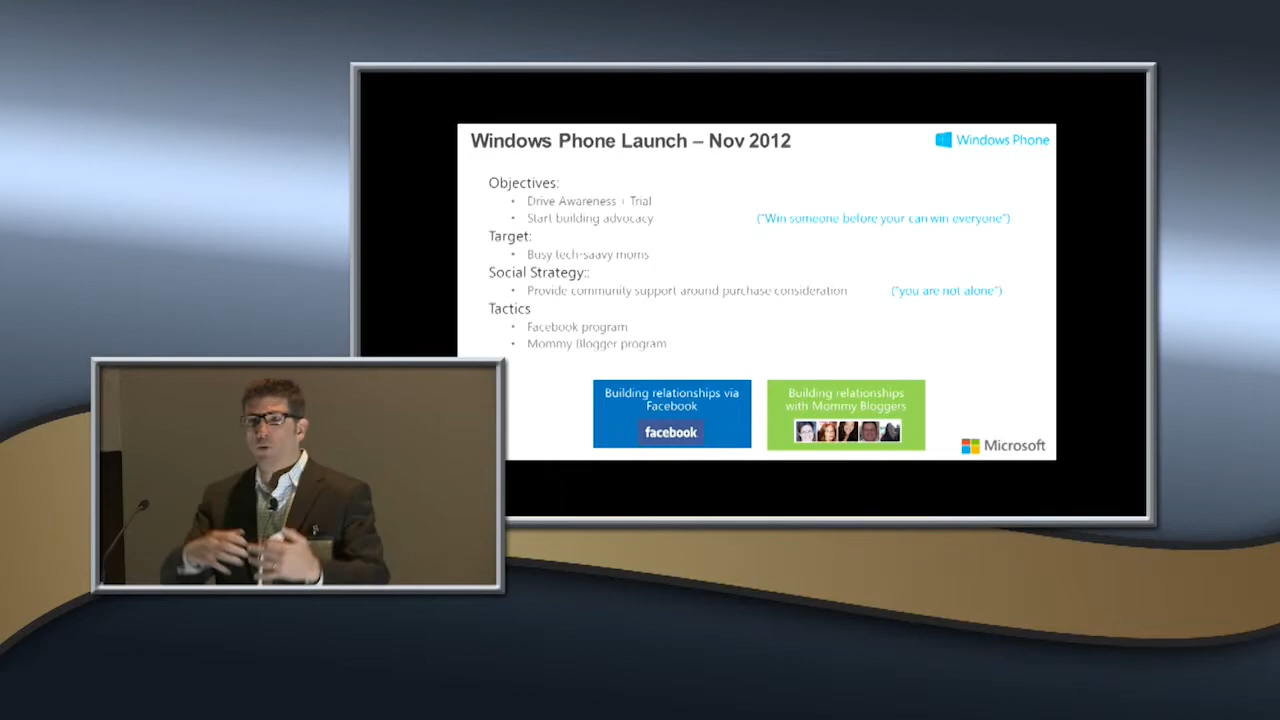 Windows Phone Launch – Nov 2012
Windows Phone
Objectives:
• Drive Awareness + Trial
• Start building advocacy
("Win someone before your can win everyone")
Target:
• Busy tech-saavy moms
Social Strategy::
• Provide community support around purchase consideration
("you are not alone")
Tactics
• Facebook program
• Mommy Blogger program
Building relationships via
Facebook
facebook
Building relationships
with Mommy Bloggers
Microsoft